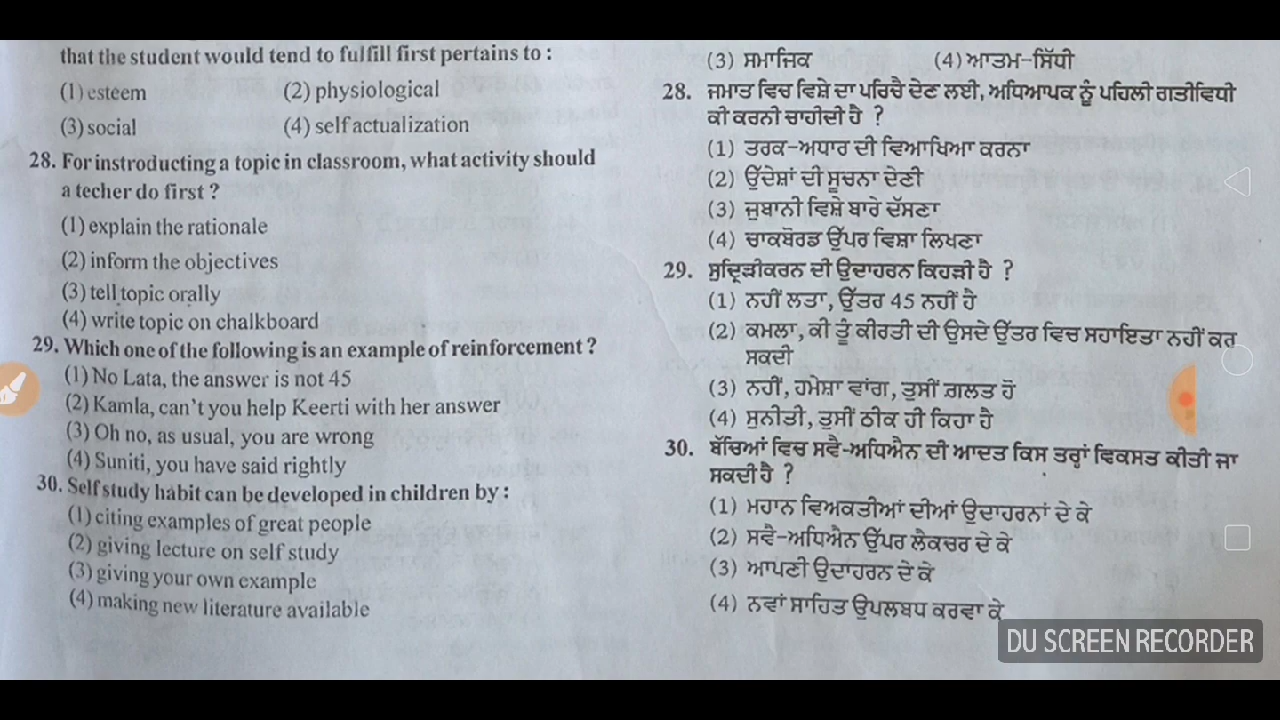 that the student would tend to fulfill first pertains to :
(1) esteem (2) physiological
(3) social (4) self actualization
28. For instroducting a topic in classroom, what activity should
a techer do first ?
(1) explain the rationale
(2) inform the objectives
(3) tell topic orally
(4) write topic on chalkboard
29. Which one of the following is an example of reinforcement ?
(1) No Lata, the answer is not 45
(2) Kamla, can't you help Keerti with her answer
(3) Oh no, as usual, you are wrong
(4) Suniti, you have said rightly
30. Self study habit can be developed in children by :
(1) citing examples of great people
(2) giving lecture on self study
(3) giving your own example
(4) making new literature available
(3) ਸਮਾਜਿਕ (4) ਆਤਮ-ਸਿੱਧੀ
28. ਜਮਾਤ ਵਿਚ ਵਿਸ਼ੇ ਦਾ ਪਰਿਚੈ ਦੇਣ ਲਈ, ਅਧਿਆਪਕ ਨੂੰ ਪਹਿਲੀ ਗਤੀਵਿਧੀ
ਕੀ ਕਰਨੀ ਚਾਹੀਦੀ ਹੈ ?
(1) ਤਰਕ-ਅਧਾਰ ਦੀ ਵਿਆਖਿਆ ਕਰਨਾ
(2) ਉੱਦੇਸ਼ਾਂ ਦੀ ਸੂਚਨਾ ਦੇਣੀ
(3) ਜ਼ੁਬਾਨੀ ਵਿਸ਼ੇ ਬਾਰੇ ਦੱਸਣਾ
(4) ਚਾਕਬੋਰਡ ਉੱਪਰ ਵਿਸ਼ਾ ਲਿਖਣਾ
29. ਸੁਦ੍ਰਿੜੀਕਰਨ ਦੀ ਉਦਾਹਰਨ ਕਿਹੜੀ ਹੈ ?
(1) ਨਹੀਂ ਲਤਾ, ਉੱਤਰ 45 ਨਹੀਂ ਹੈ
(2) ਕਮਲਾ, ਕੀ ਤੂੰ ਕੀਰਤੀ ਦੀ ਉਸਦੇ ਉੱਤਰ ਵਿਚ ਸਹਾਇਤਾ ਨਹੀਂ ਕਰ
ਸਕਦੀ
(3) ਨਹੀਂ, ਹਮੇਸ਼ਾ ਵਾਂਗ, ਤੁਸੀਂ ਗ਼ਲਤ ਹੋ
(4) ਸੁਨੀਤੀ, ਤੁਸੀਂ ਠੀਕ ਹੀ ਕਿਹਾ ਹੈ
30. ਬੱਚਿਆਂ ਵਿਚ ਸਵੈ-ਅਧਿਐਨ ਦੀ ਆਦਤ ਕਿਸ ਤਰ੍ਹਾਂ ਵਿਕਸਤ ਕੀਤੀ ਜਾ
ਸਕਦੀ ਹੈ ?
(1) ਮਹਾਨ ਵਿਅਕਤੀਆਂ ਦੀਆਂ ਉਦਾਹਰਨਾਂ ਦੇ ਕੇ
(2) ਸਵੈ-ਅਧਿਐਨ ਉੱਪਰ ਲੈਕਚਰ ਦੇ ਕੇ
(3) ਆਪਣੀ ਉਦਾਹਰਨ ਦੇ ਕੇ
(4) ਨਵਾਂ ਸਾਹਿਤ ਉਪਲਬਧ ਕਰਵਾ ਕੇ
DU SCREEN RECORDER